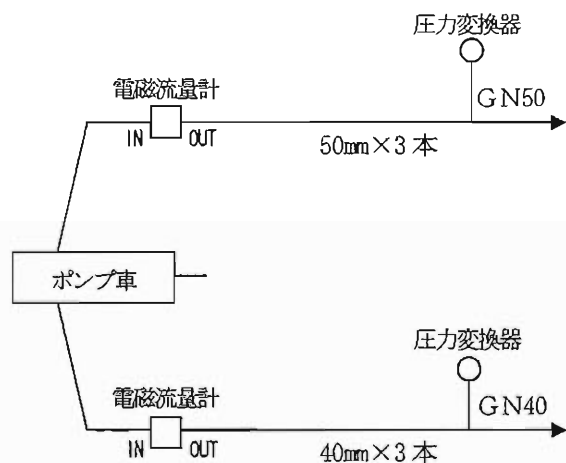 圧力変換器
電磁流量計
GN50
IN
OUT
50mm×3本
ポンプ車
圧力変換器
電磁流量計
GN40
IN
OUT
40mm×3本